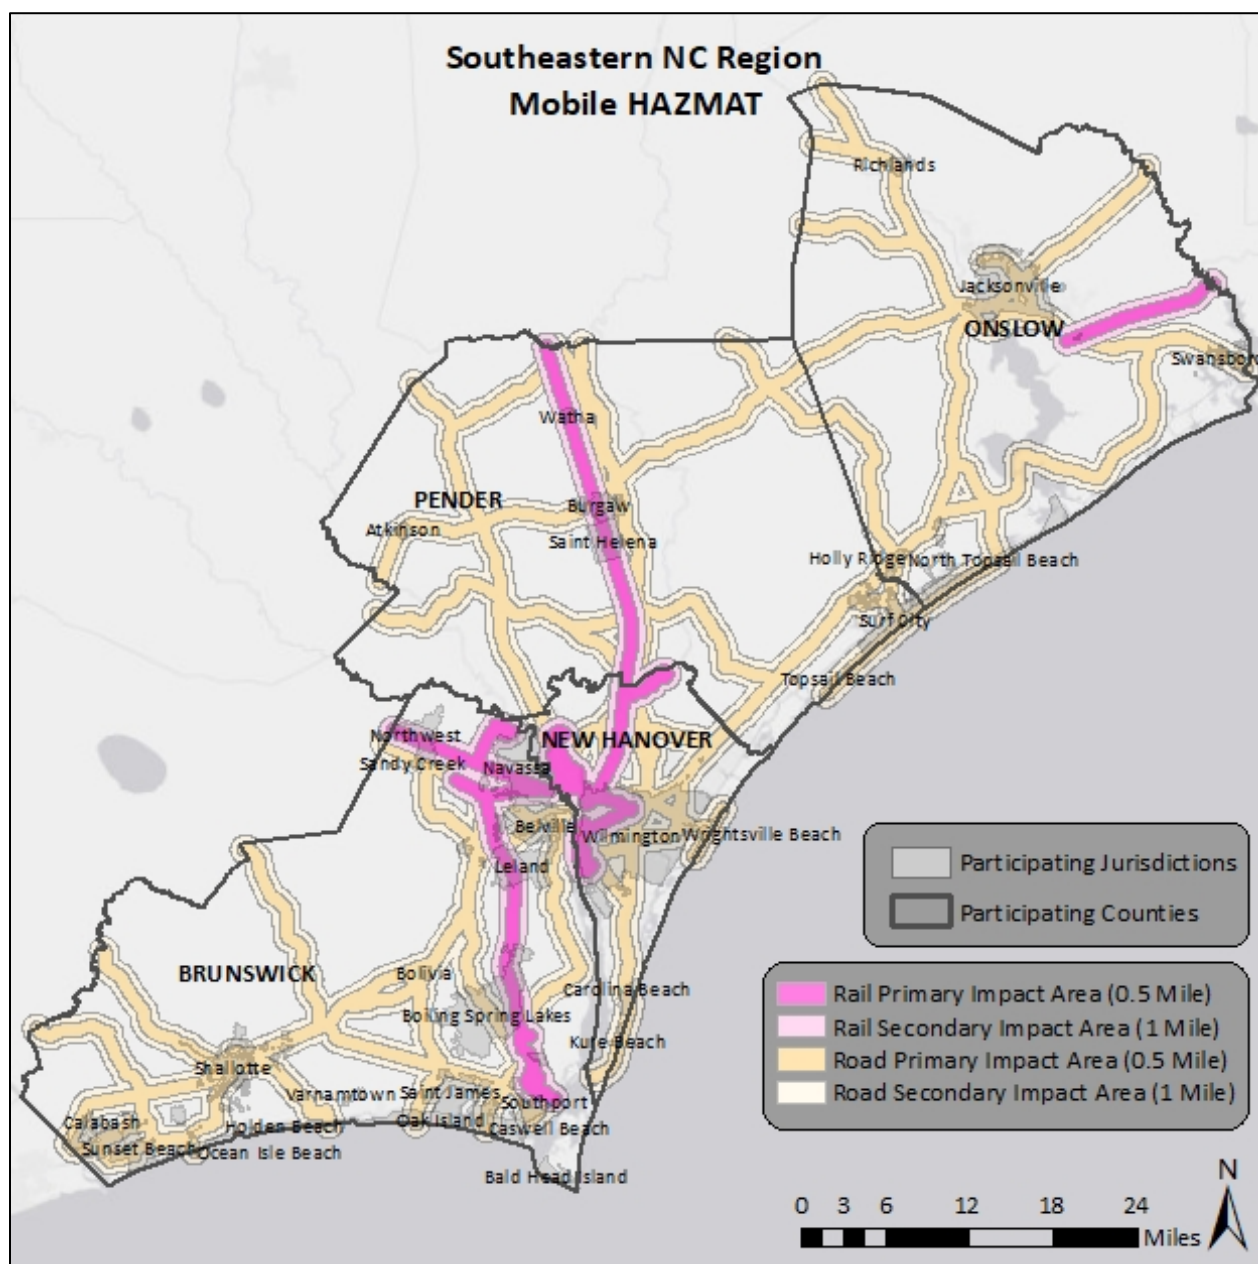 Southeastern NC Region
Mobile HAZMAT
Richlands
Jacksonville
ONSLOW
Swansboro
Watha
PENDER
Burgaw
Atkinson
Saint Helena
Holly Ridge
North Topsail Beach
Surf City
Topsail Beach
Northwest
NEW HANOVER
Sandy Creek
Navassa
Belville
Wilmington
Wrightsville Beach
Leland
Participating Jurisdictions
Participating Counties
BRUNSWICK
Bolivia
Carolina Beach
Boiling Spring Lakes
Kure Beach
Rail Primary Impact Area (0.5 Mile)
Rail Secondary Impact Area (1 Mile)
Road Primary Impact Area (0.5 Mile)
Road Secondary Impact Area (1 Mile)
Shallotte
Varnamtown
Saint James
Southport
Calabash
Holden Beach
Oak Island
Caswell Beach
Sunset Beach
Ocean Isle Beach
Bald Head Island
N
0 3 6 12 18 24
Miles